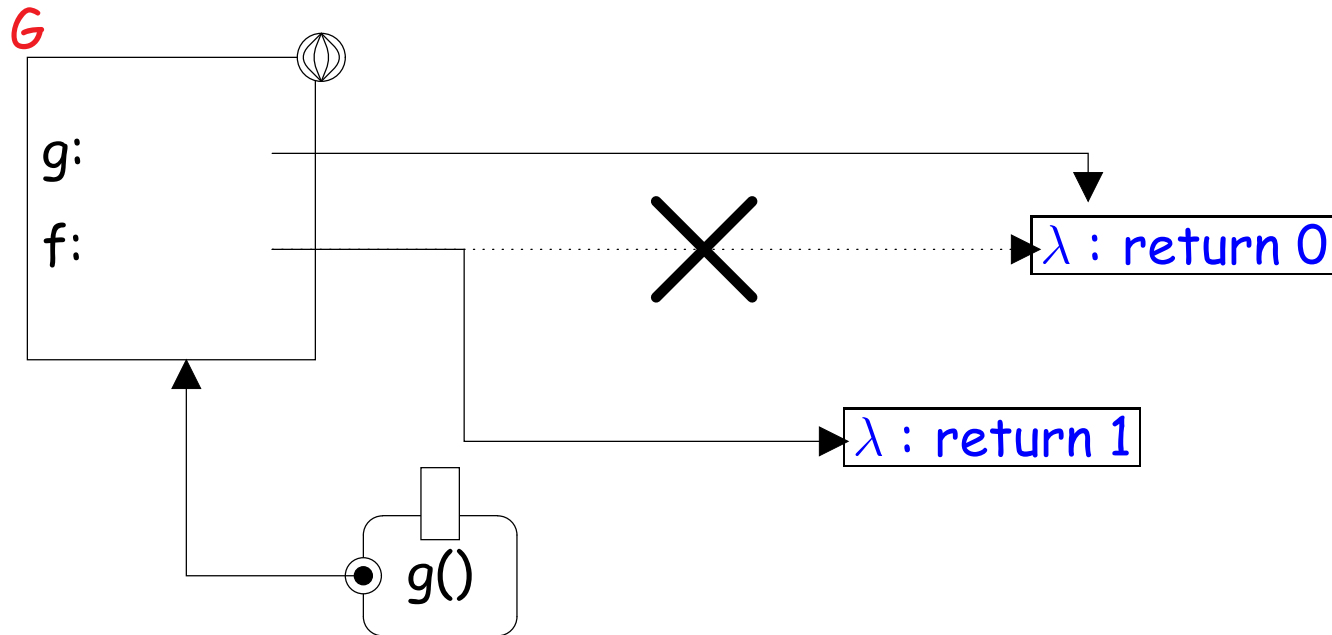 G
g:
f:
λ : return 0
λ : return 1
g()